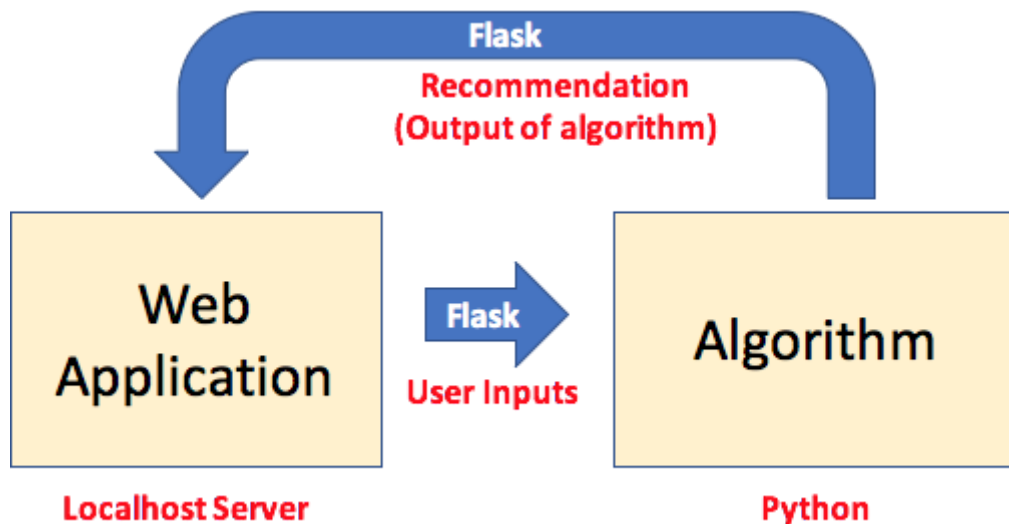 Flask
Recommendation
(Output of algorithm)
Web
Application
Flask
User Inputs
Algorithm
Localhost Server
Python